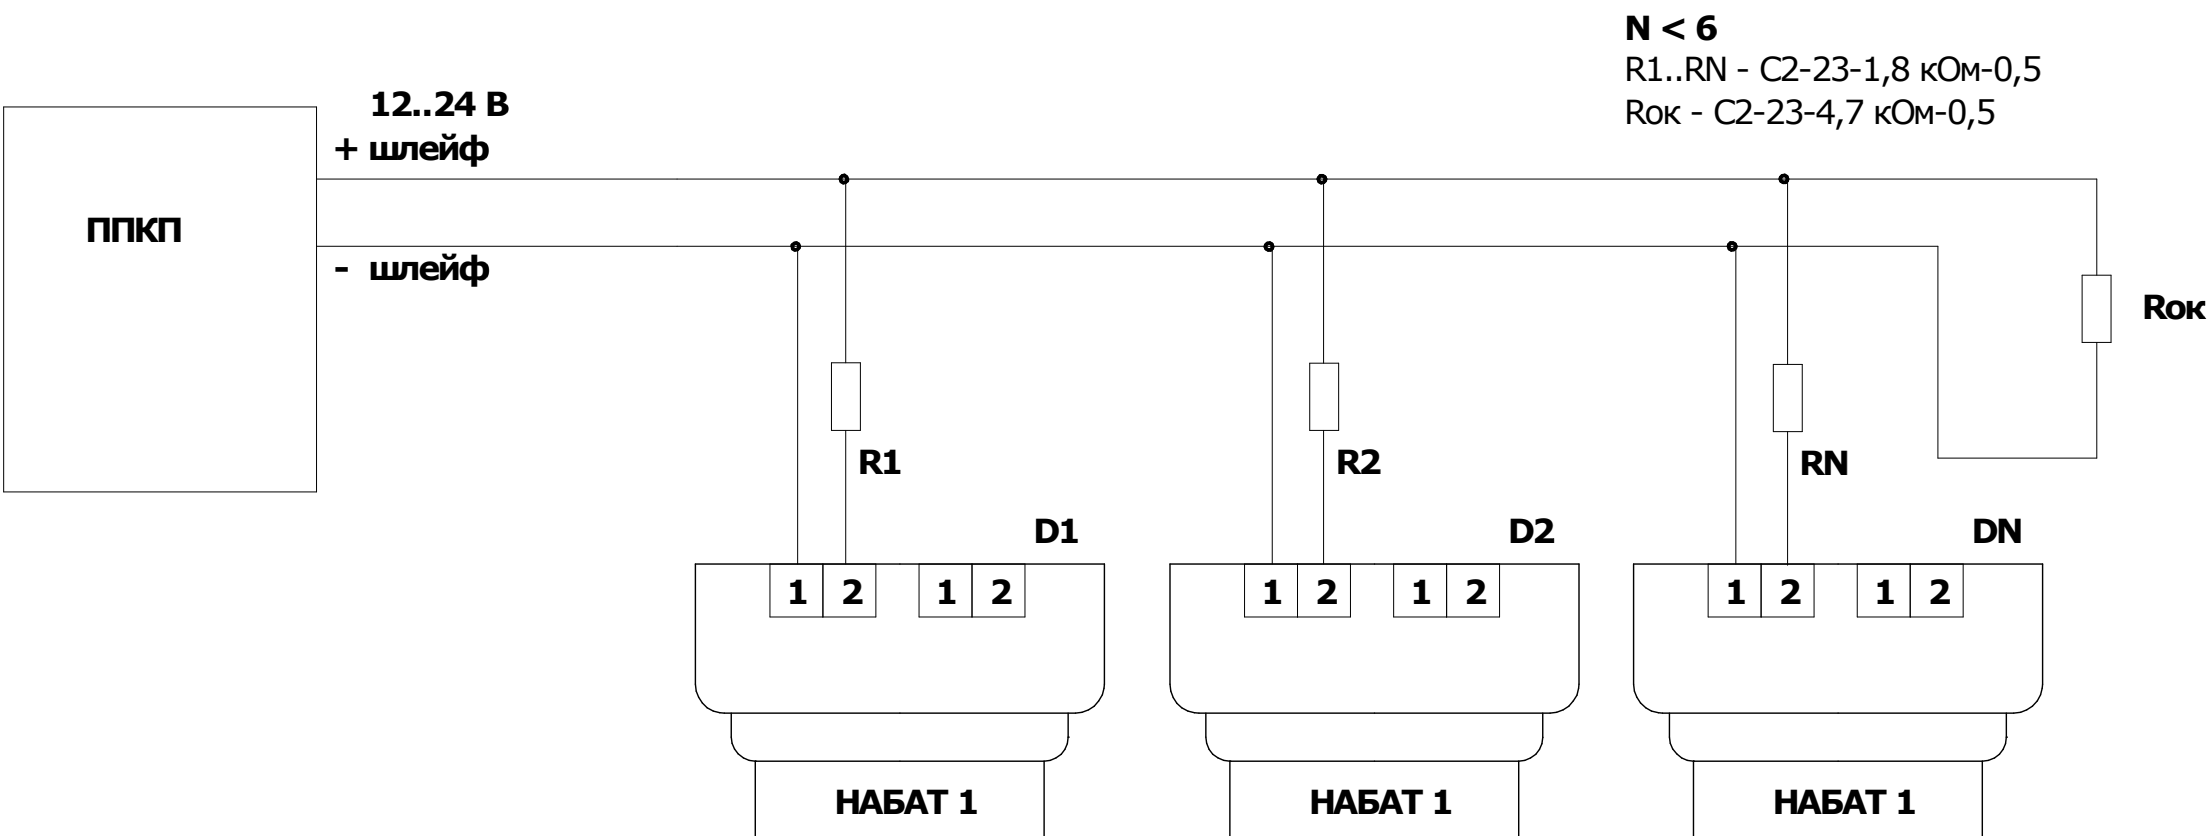 N < 6
R1..RN - С2-23-1,8 кОм-0,5
Rок - С2-23-4,7 кОм-0,5
12..24 В
+ шлейф
ППКП
- шлейф
Rок
R1
R2
RN
D1
D2
DN
1 2 1 2
1 2 1 2
1 2 1 2
НАБАТ 1
НАБАТ 1
НАБАТ 1